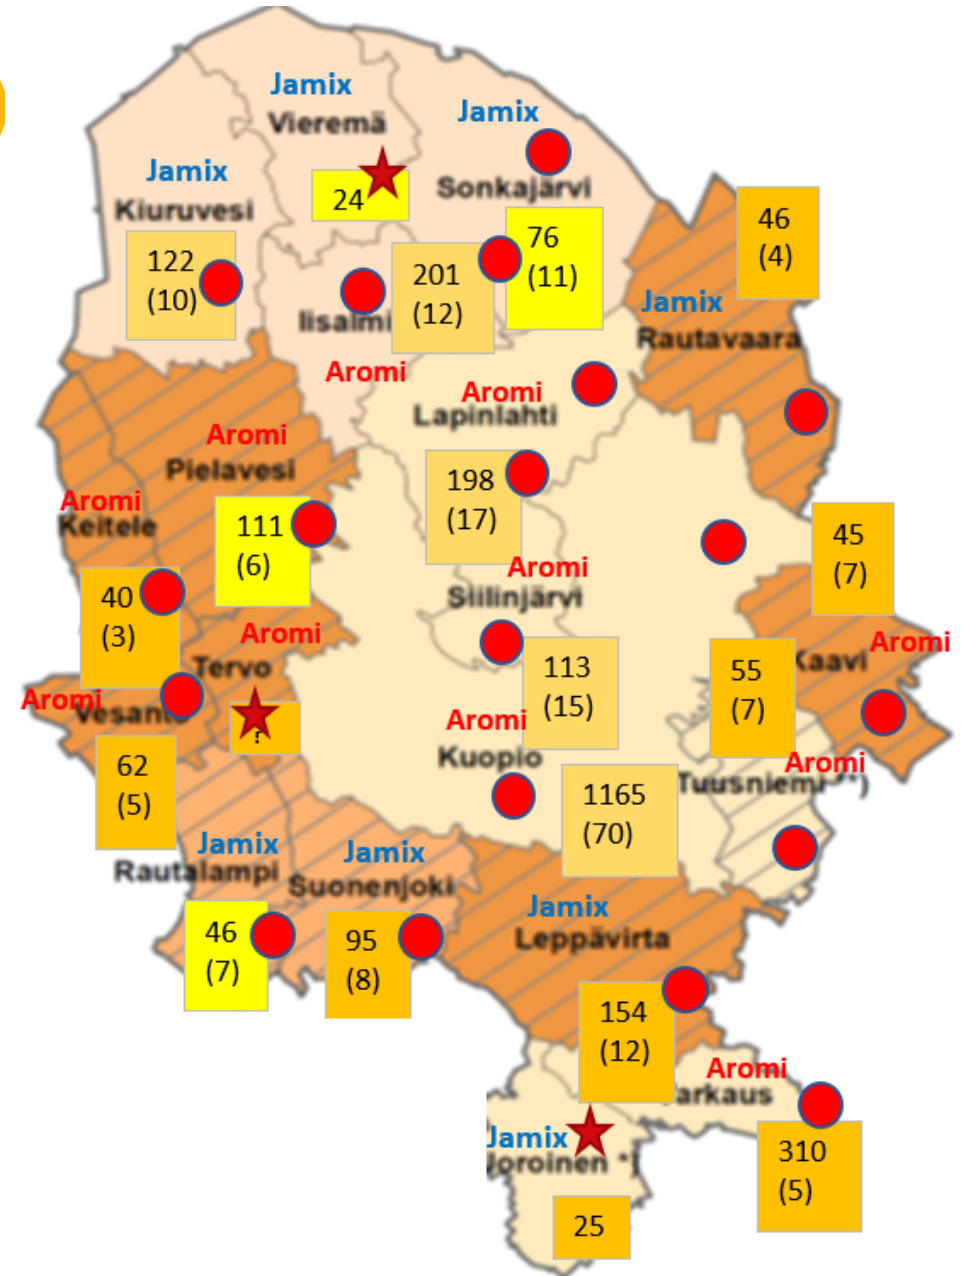 Jamix
Vieremä
24
Jamix
Sonkajärvi
76
(11)
Jamix
Kiuruvesi
122
(10)
201
(12)
Iisalmi
Aromi
46
(4)
Jamix
Rautavaara
Aromi
Lapinlahti
198
(17)
Aromi
Pielavesi
111
(6)
Aromi
Keitele
40
(3)
Aromi
Siilinjärvi
113
(15)
45
(7)
Aromi
Kaavi
55
(7)
Aromi
Tervo
?
Aromi
Vesanto
62
(5)
Aromi
Kuopio
1165
(70)
Aromi
Tuusniemi **)
Jamix
Rautalampi
46
(7)
Jamix
Suonenjoki
95
(8)
Jamix
Leppävirta
154
(12)
Aromi
arkaus
310
(5)
Jamix
Joroinen *)
25